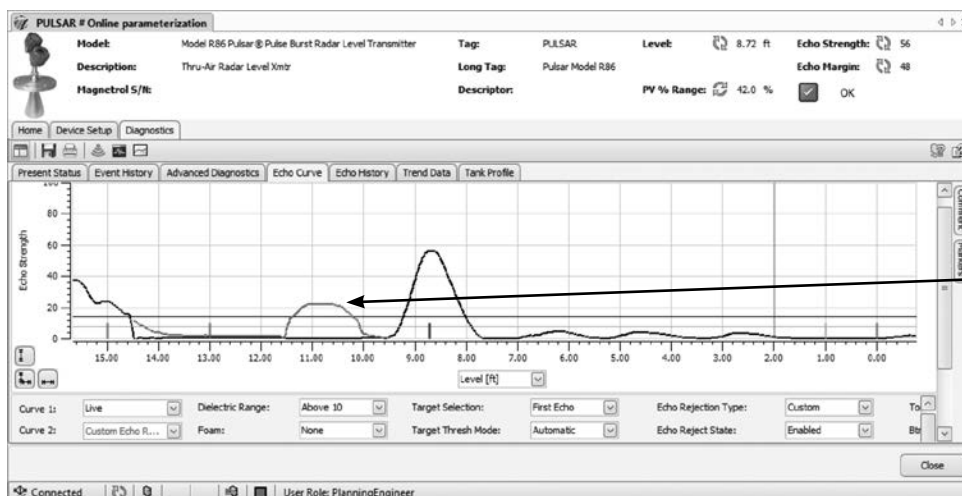 PULSAR # Online parameterization
Model: Model R86 Pulsar® Pulse Burst Radar Level Transmitter Tag: PULSAR Level: 8.72 ft Echo Strength: 56
Description: Thru-Air Radar Level Xmtr Long Tag: Pulsar Model R86 Echo Margin: 48
Magnetrol S/N: Descriptor: PV % Range: 42.0 % OK
Home Device Setup Diagnostics
Present Status Event History Advanced Diagnostics Echo Curve Echo History Trend Data Tank Profile
100
80
60
40
20
0
Echo Strength
15.00 14.00 13.00 12.00 11.00 10.00 9.00 8.00 7.00 6.00 5.00 4.00 3.00 2.00 1.00 0.00
Level [ft]
Comment
Markers
Curve 1: Live Dielectric Range: Above 10 Target Selection: First Echo Echo Rejection Type: Custom To
Curve 2: Custom Echo R... Foam: None Target Thresh Mode: Automatic Echo Reject State: Enabled Btr
Close
Connected User Role: PlanningEngineer